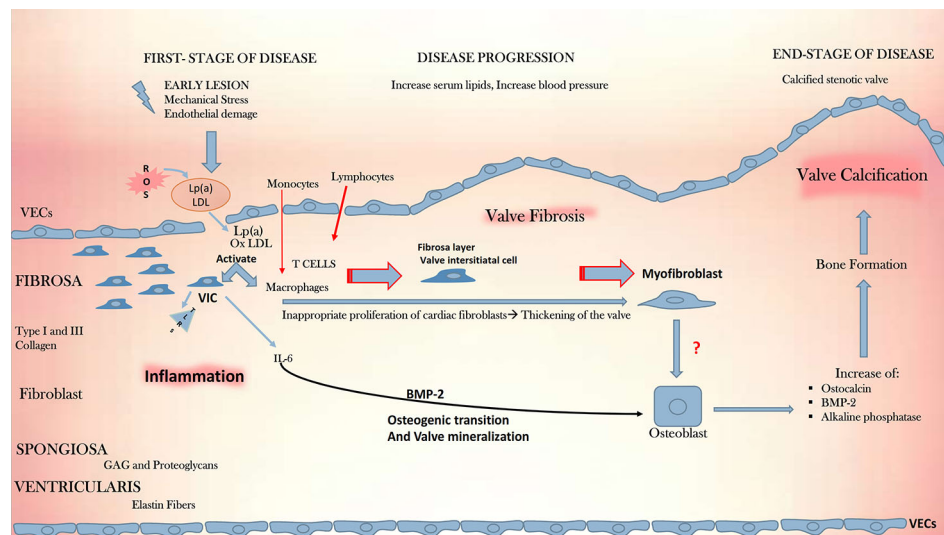 FIRST- STAGE OF DISEASE
DISEASE PROGRESSION
END-STAGE OF DISEASE
EARLY LESION
Mechanical Stress
Endothelial demage
Increase serum lipids, Increase blood pressure
Calcified stenotic valve
ROS
Lp(a)
LDL
Monocytes
Lymphocytes
Valve Calcification
VECs
Lp(a)
Ox LDL
Valve Fibrosis
Activate
T CELLS
Fibrosa layer
Valve intersitiatal cell
Myofibroblast
Bone Formation
FIBROSA
VIC
Macrophages
TLRs
Inappropriate proliferation of cardiac fibroblasts→ Thickening of the valve
Type I and III
Collagen
?
IL-6
Inflammation
Increase of:
▪ Ostocalcin
▪ BMP-2
▪ Alkaline phosphatase
Fibroblast
BMP-2
Osteogenic transition
And Valve mineralization
Osteoblast
SPONGIOSA
GAG and Proteoglycans
VENTRICULARIS
Elastin Fibers
VECs